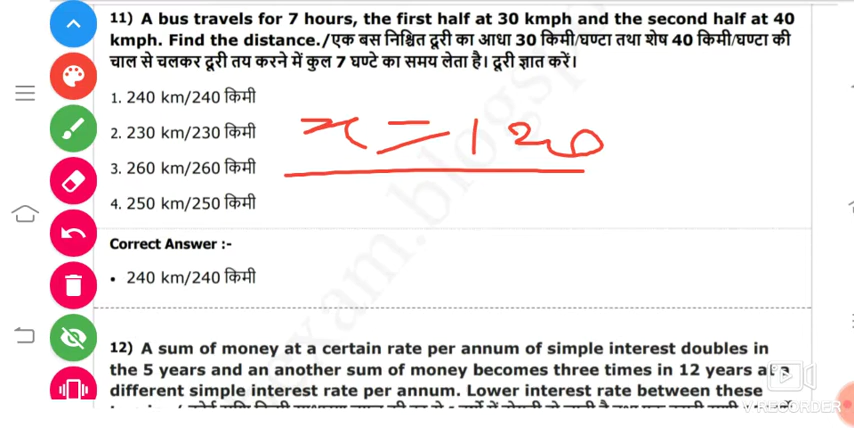 11) A bus travels for 7 hours, the first half at 30 kmph and the second half at 40
kmph. Find the distance./एक बस निश्चित दूरी का आधा 30 किमी/घण्टा तथा शेष 40 किमी/घण्टा की
चाल से चलकर दूरी तय करने में कुल 7 घण्टे का समय लेता है। दूरी ज्ञात करें।
1. 240 km/240 किमी
x = 120
2. 230 km/230 किमी
3. 260 km/260 किमी
4. 250 km/250 किमी
Correct Answer :-
• 240 km/240 किमी
12) A sum of money at a certain rate per annum of simple interest doubles in
the 5 years and an another sum of money becomes three times in 12 years at a
different simple interest rate per annum. Lower interest rate between these
V RECORDER
exam.blogsp